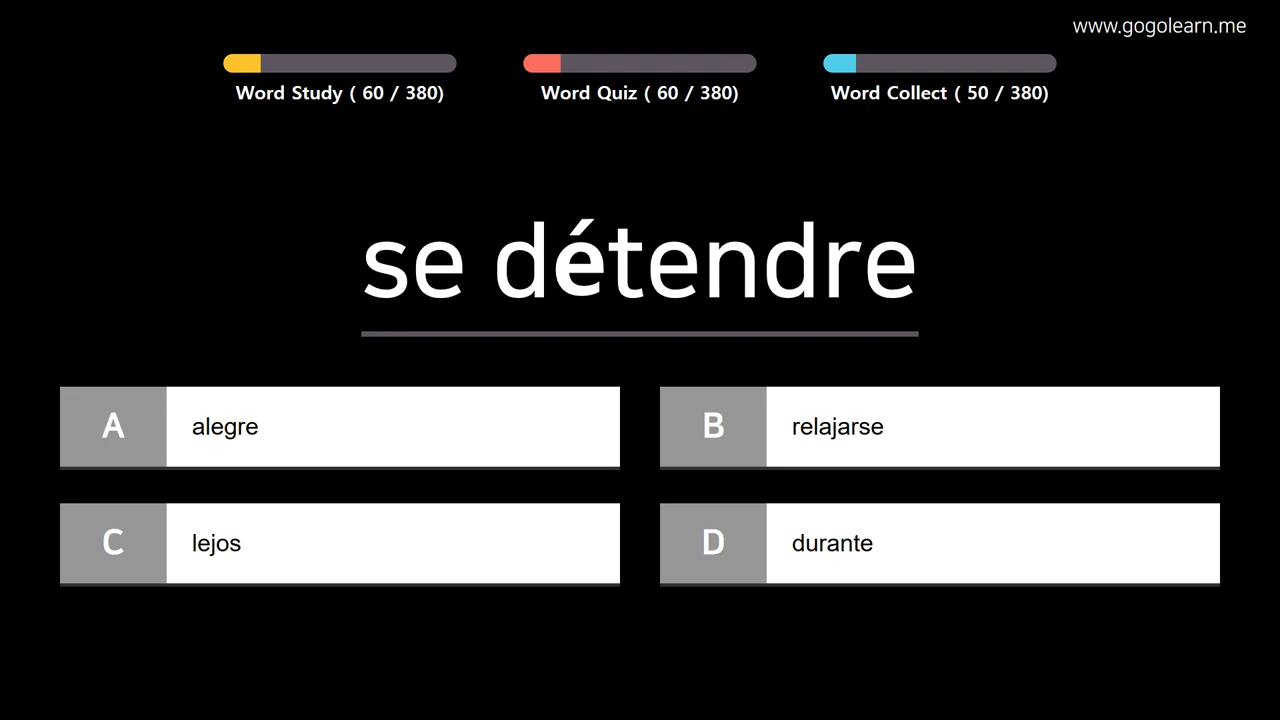 www.gogolearn.me
Word Study ( 60 / 380)
Word Quiz ( 60 / 380)
Word Collect ( 50 / 380)
se détendre
A alegre
B relajarse
C lejos
D durante